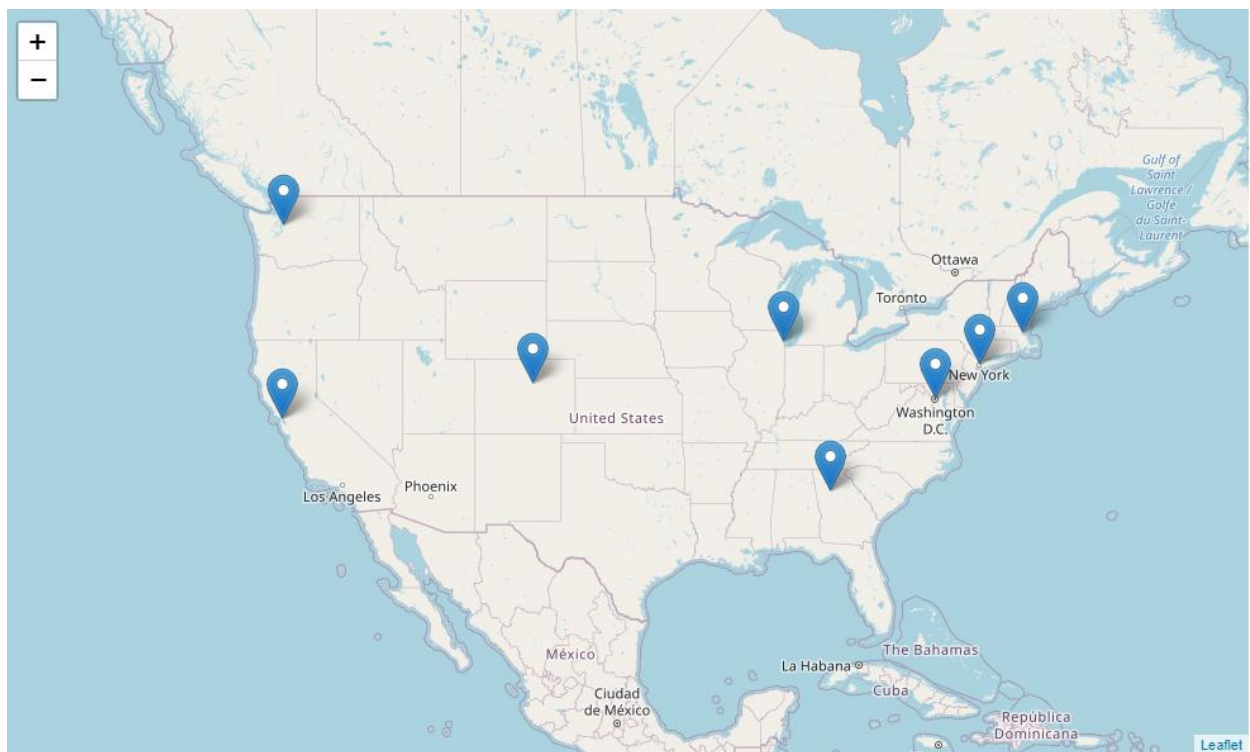 +
−
Gulf of
Saint
Lawrence /
Golfe
du Saint-
Laurent
Ottawa
Toronto
New York
Washington
D.C.
United States
Phoenix
Los Angeles
México
The Bahamas
La Habana
Cuba
Ciudad
de México
República
Dominicana
Leaflet